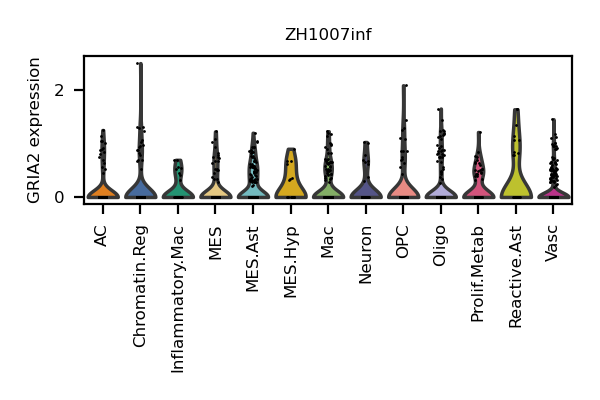 ZH1007inf
GRIA2 expression
2
0
AC
Chromatin.Reg
Inflammatory.Mac
MES
MES.Ast
MES.Hyp
Mac
Neuron
OPC
Oligo
Prolif.Metab
Reactive.Ast
Vasc